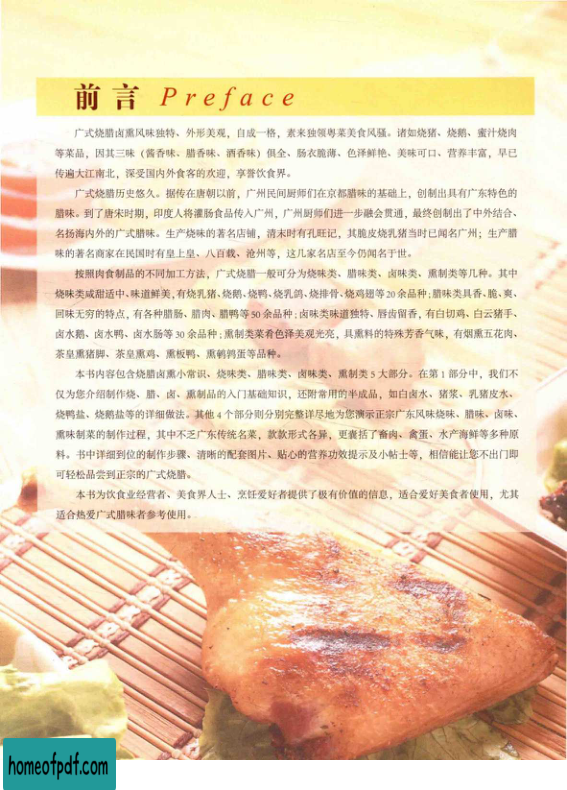 前言 Preface
广式烧腊卤熏风味独特、外形美观，自成一格，素来独领粤菜美食风骚。诸如烧猪、烧鹅、蜜汁烧肉
等菜品，因其三味（酱香味、腊香味、酒香味）俱全、肠衣脆薄、色泽鲜艳、美味可口、营养丰富，早已
传遍大江南北，深受国内外食客的欢迎，享誉饮食界。
广式烧腊历史悠久。据传在唐朝以前，广州民间厨师们在京都腊味的基础上，创制出具有广东特色的
腊味。到了唐宋时期，印度人将灌肠食品传入广州，广州厨师们进一步融会贯通，最终创制出了中外结合、
名扬海内外的广式腊味。生产烧味的著名店铺，清末时有孔旺记，其脆皮烧乳猪当时已闻名广州；生产腊
味的著名商家在民国时有皇上皇、八百载、沧州等，这几家名店至今仍闻名于世。
按照肉食制品的不同加工方法，广式烧腊一般可分为烧味类、腊味类、卤味类、熏制类等几种。其中
烧味类咸甜适中、味道鲜美，有烧乳猪、烧鹅、烧鸭、烧乳鸽、烧排骨、烧鸡翅等20余品种；腊味类具香、脆、爽、
回味无穷的特点，有各种腊肠、腊肉、腊鸭等50余品种；卤味类味道独特、唇齿留香，有白切鸡、白云猪手、
卤水鹅、卤水鸭、卤水肠等30余品种；熏制类菜肴色泽美观光亮，具熏料的特殊芳香气味，有烟熏五花肉、
茶皇熏猪脚、茶皇熏鸡、熏板鸭、熏鹌鹑蛋等品种。
本书内容包含烧腊卤熏小常识、烧味类、腊味类、卤味类、熏制类5大部分。在第1部分中，我们不
仅为您介绍制作烧、腊、卤、熏制品的入门基础知识，还附常用的半成品，如白卤水、猪浆、乳猪皮水、
烧鸭盐、烧鹅盐等的详细做法。其他4个部分则分别完整详尽地为您演示正宗广东风味烧味、腊味、卤味、
熏味制菜的制作过程，其中不乏广东传统名菜，款款形式各异，更囊括了畜肉、禽蛋、水产海鲜等多种原
料。书中详细到位的制作步骤、清晰的配套图片、贴心的营养功效提示及小帖士等，相信能让您不出门即
可轻松品尝到正宗的广式烧腊。
本书为饮食业经营者、美食界人士、烹饪爱好者提供了极有价值的信息，适合爱好美食者使用，尤其
适合热爱广式腊味者参考使用。
homeofpdf.com